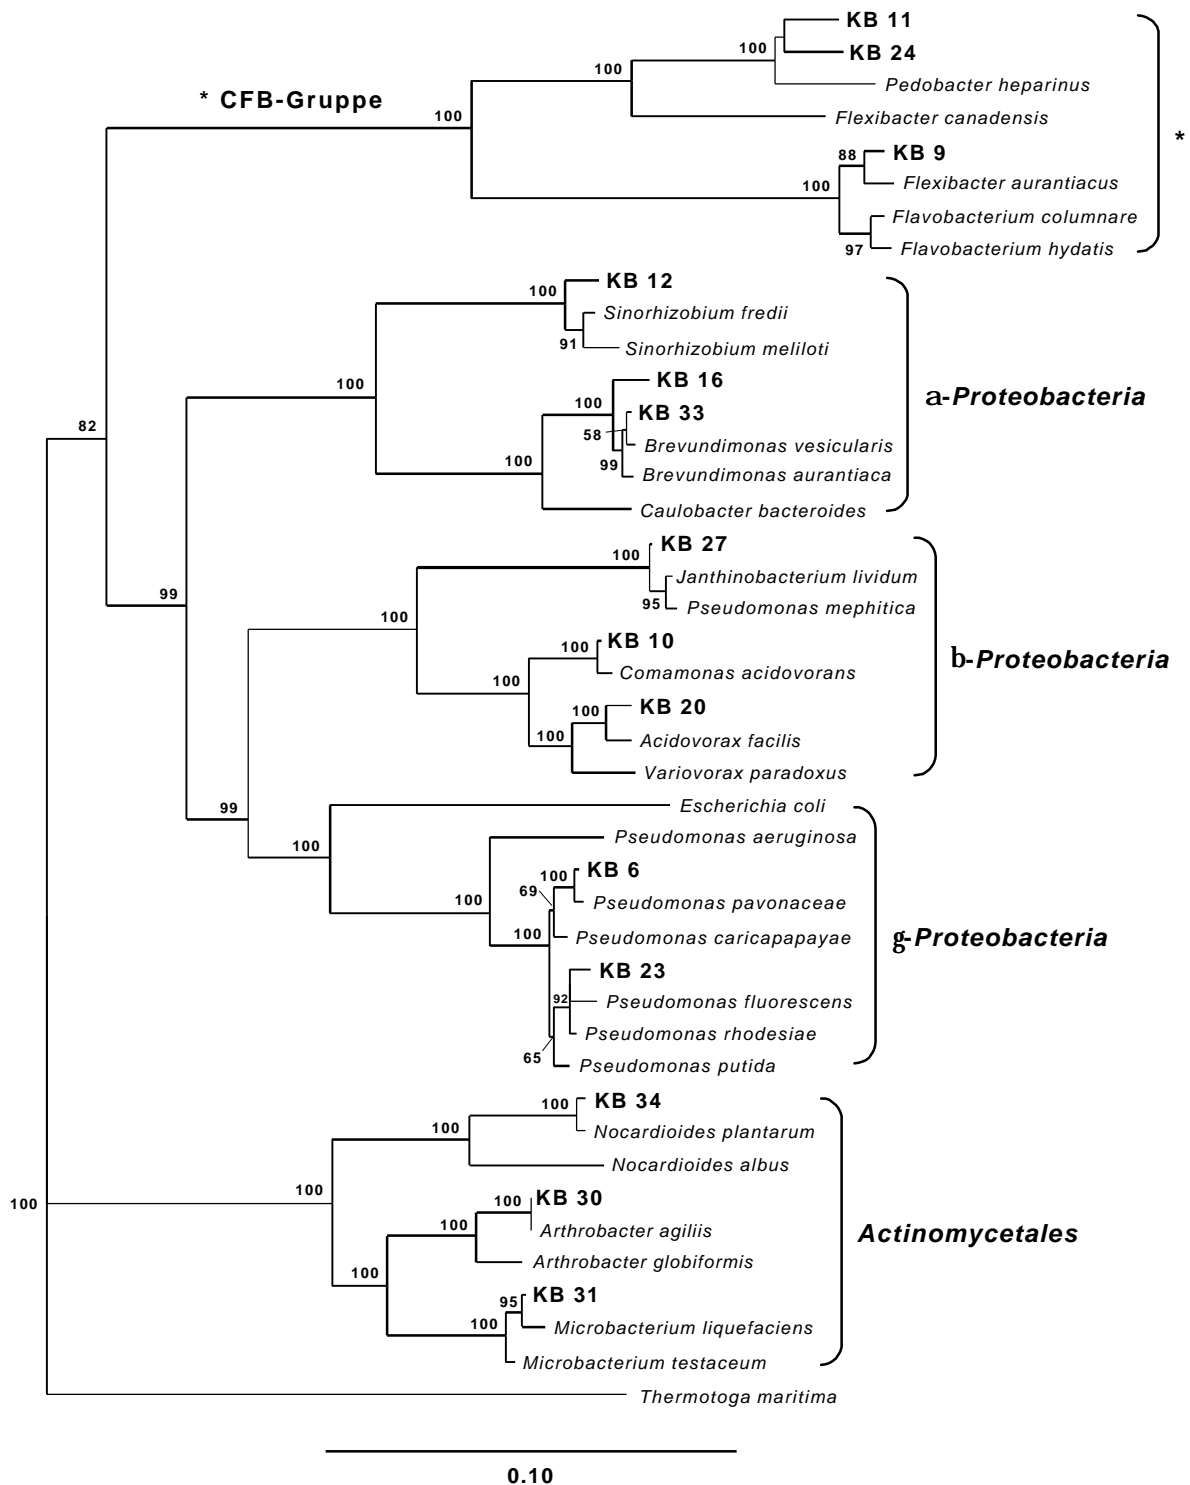 KB 11
100
KB 24
100
Pedobacter heparinus
* CFB-Gruppe
100
Flexibacter canadensis
*
88
KB 9
100
Flexibacter aurantiacus
Flavobacterium columnare
97
Flavobacterium hydatis
KB 12
100
Sinorhizobium fredii
91
Sinorhizobium meliloti
100
KB 16
a-Proteobacteria
100
KB 33
82
58
Brevundimonas vesicularis
100
99
Brevundimonas aurantiaca
Caulobacter bacteroides
KB 27
100
Janthinobacterium lividum
99
95
Pseudomonas mephitica
100
KB 10
100
b-Proteobacteria
Comamonas acidovorans
100
KB 20
100
100
Acidovorax facilis
Variovorax paradoxus
99
Escherichia coli
100
Pseudomonas aeruginosa
KB 6
100
69
100
Pseudomonas pavonaceae
100
Pseudomonas caricapapayae
g-Proteobacteria
KB 23
92
Pseudomonas fluorescens
Pseudomonas rhodesiae
65
Pseudomonas putida
KB 34
100
100
Nocardioides plantarum
Nocardioides albus
100
100
KB 30
100
100
Arthrobacter agiliis
Actinomycetales
Arthrobacter globiformis
100
KB 31
95
100
Microbacterium liquefaciens
Microbacterium testaceum
Thermotoga maritima
0.10